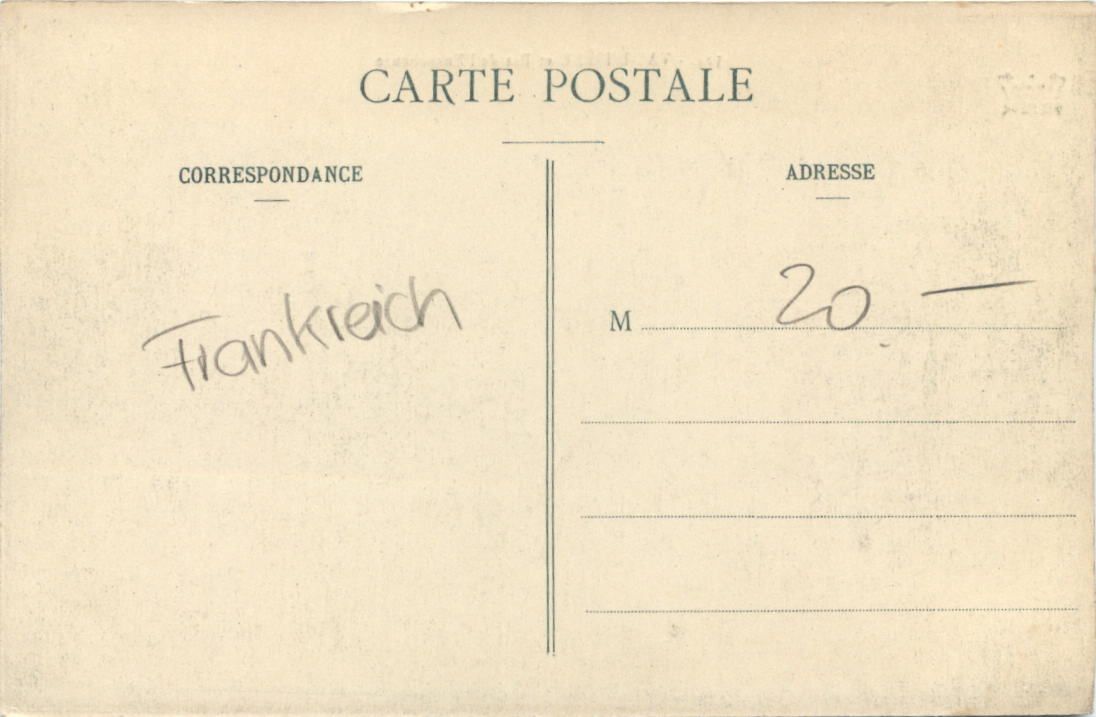 CARTE POSTALE
CORRESPONDANCE
Frankreich
ADRESSE
M 20 —